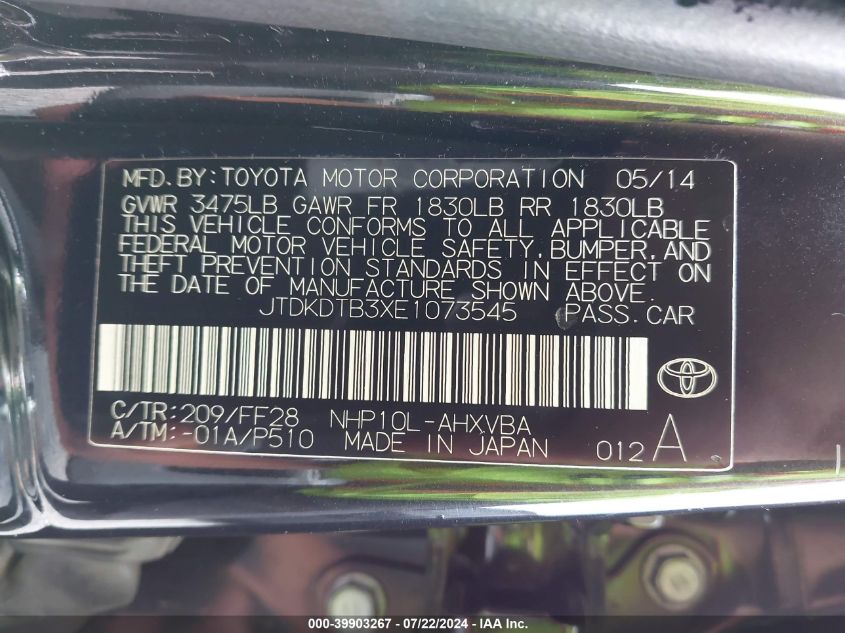 MFD.BY:TOYOTA MOTOR CORPORATION 05/14
GVWR 3475LB GAWR FR 1830LB RR 1830LB
THIS VEHICLE CONFORMS TO ALL APPLICABLE
FEDERAL MOTOR VEHICLE SAFETY,BUMPER,AND
THEFT PREVENTION STANDARDS IN EFFECT ON
THE DATE OF MANUFACTURE SHOWN ABOVE.
JTDKDTB3XE1073545 PASS.CAR
C/TR:209/FF28 NHP10L-AHXVBA
A/TM:-01A/P510 MADE IN JAPAN 012 A
000-39903267 - 07/22/2024 - IAA Inc.